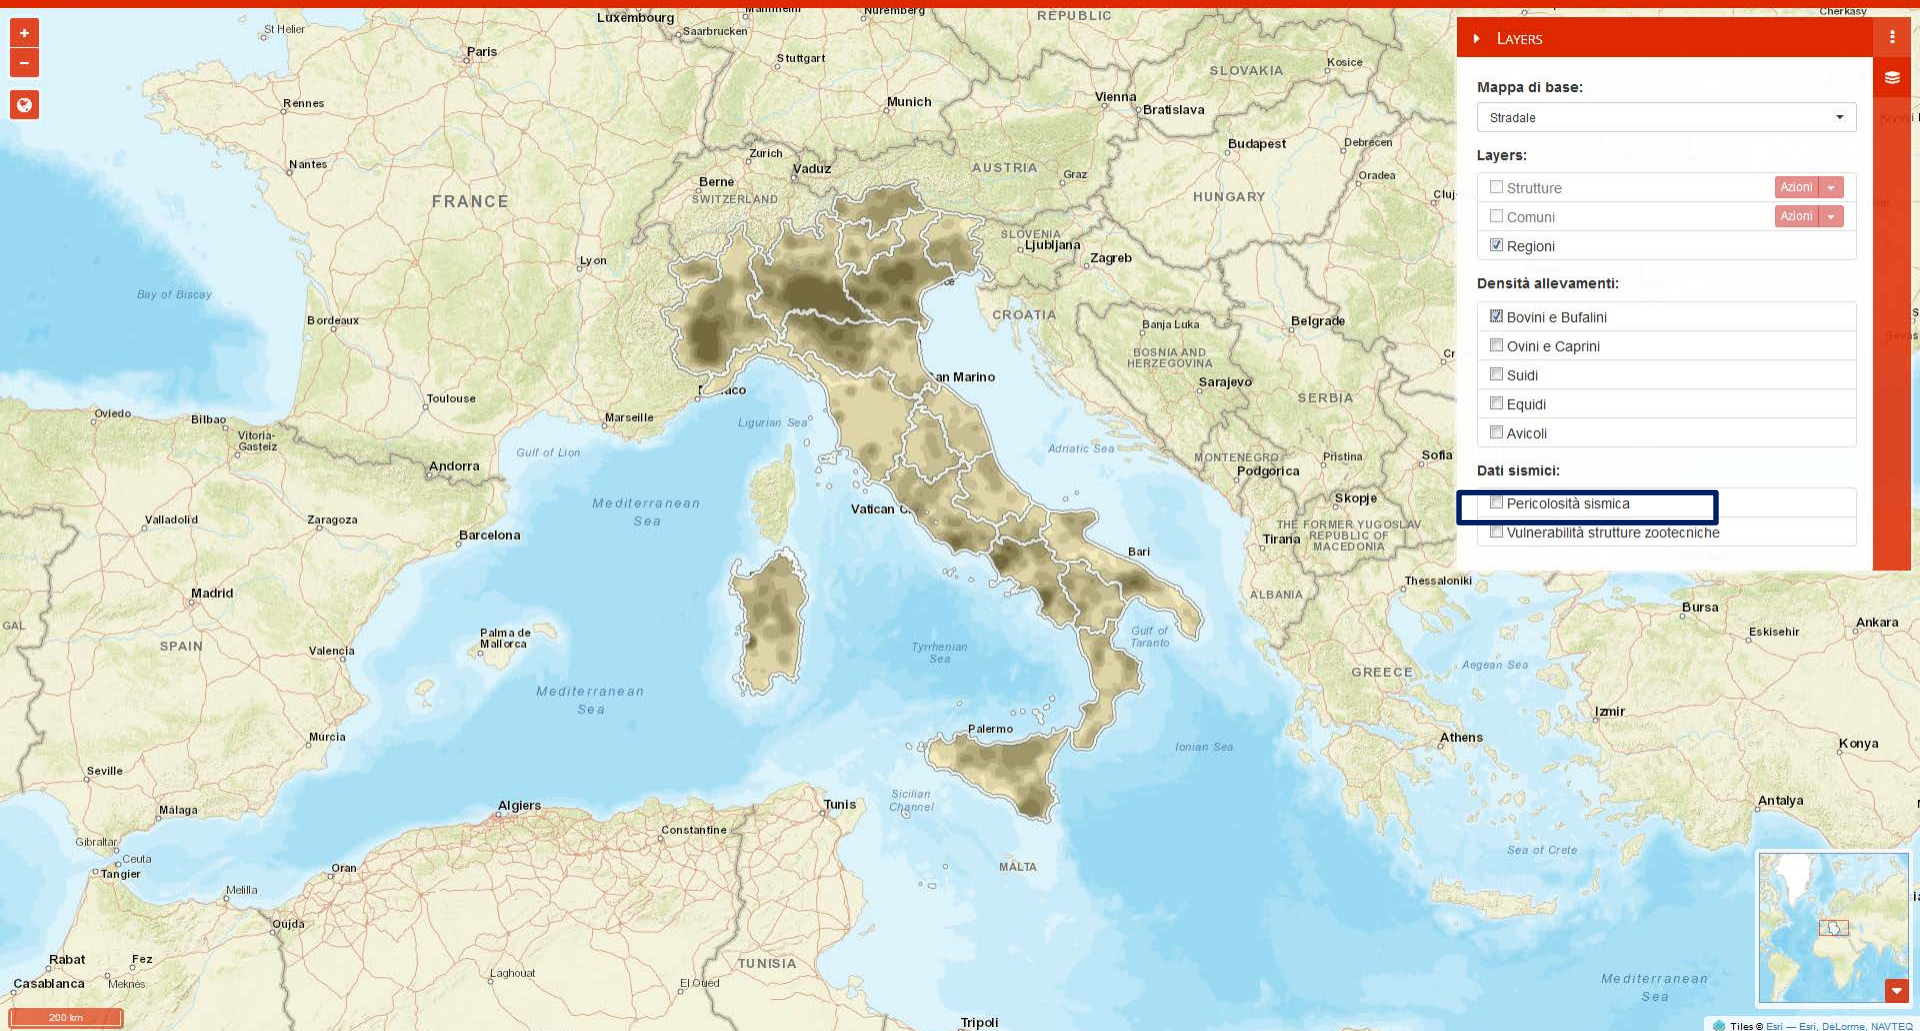 Luxembourg
Nuremberg
REPUBLIC
Cherkasy
St Helier
Saarbrucken
Paris
Stuttgart
SLOVAKIA
Kosice
Rennes
Munich
Vienna
Bratislava
Nantes
Zurich
Vaduz
AUSTRIA
Budapest
Debrecen
Berne
SWITZERLAND
Graz
Oradea
FRANCE
HUNGARY
Cluj-
SLOVENIA
Ljubljana
Lyon
Zagreb
Bay of Biscay
Bordeaux
CROATIA
Banja Luka
Belgrade
BOSNIA AND
HERZEGOVINA
San Marino
Sarajevo
Toulouse
SERBIA
Oviedo
Bilbao
Marseille
Ligurian Sea
Vitoria-
Gasteiz
Gulf of Lion
Adriatic Sea
MONTENEGRO
Pristina
Sofia
Andorra
Podgorica
Mediterranean
Sea
Skopje
Vatican
Valladolid
Zaragoza
Barcelona
THE FORMER YUGOSLAV
REPUBLIC OF
MACEDONIA
Tirana
Bari
Thessaloniki
Madrid
ALBANIA
Bursa
Ankara
Eskisehir
GAL
SPAIN
Palma de
Mallorca
Valencia
Gulf of
Taranto
Tyrrhenian
Sea
GREECE
Aegean Sea
Mediterranean
Sea
Izmir
Murcia
Palermo
Ionian Sea
Athens
Konya
Seville
Sicilian
Channel
Málaga
Algiers
Tunis
Antalya
Constantine
Gibraltar
Ceuta
Tangier
Oran
MALTA
Sea of Crete
Melilla
Oujda
Rabat
Fez
TUNISIA
Casablanca
Meknès
Laghouat
El Oued
Mediterranean
Sea
Tripoli
+
−
200 km
LAYERS
Mappa di base:
Stradale
Layers:
Strutture Azioni
Comuni Azioni
Regioni
Densità allevamenti:
Bovini e Bufalini
Ovini e Caprini
Suidi
Equidi
Avicoli
Dati sismici:
Pericolosità sismica
Vulnerabilità strutture zootecniche
Tiles © Esri — Esri, DeLorme, NAVTEQ